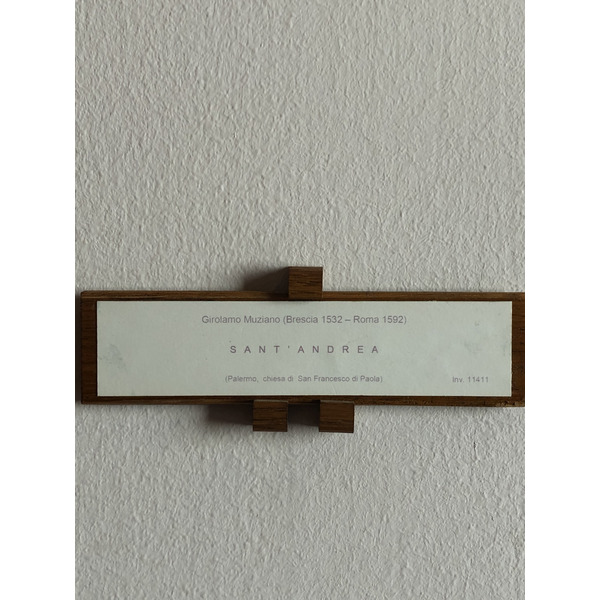 Girolamo Muziano (Brescia 1532 – Roma 1592)
SANT'ANDREA
(Palermo, chiesa di San Francesco di Paola) Inv. 11411